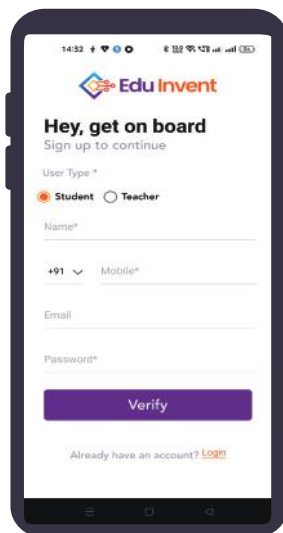 14:52
Edu Invent
Hey, get on board
Sign up to continue
User Type *
Student Teacher
Name*
+91 Mobile*
Email
Password*
Verify
Already have an account? Login